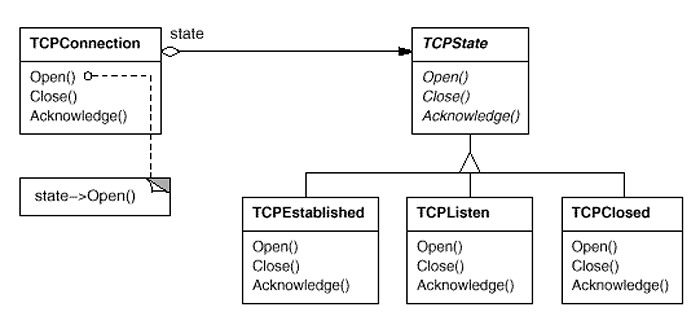 state
TCPConnection
Open()
Close()
Acknowledge()
TCPState
Open()
Close()
Acknowledge()
state->Open()
TCPEstablished
Open()
Close()
Acknowledge()
TCPListen
Open()
Close()
Acknowledge()
TCPClosed
Open()
Close()
Acknowledge()